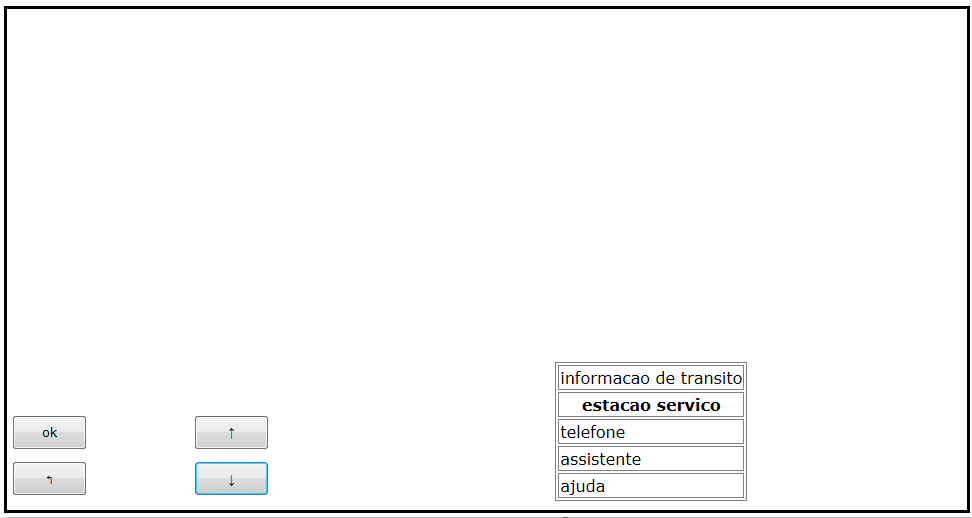 informacao de transito
estacao servico
ok
↑
telefone
assistente
↰
↓
ajuda